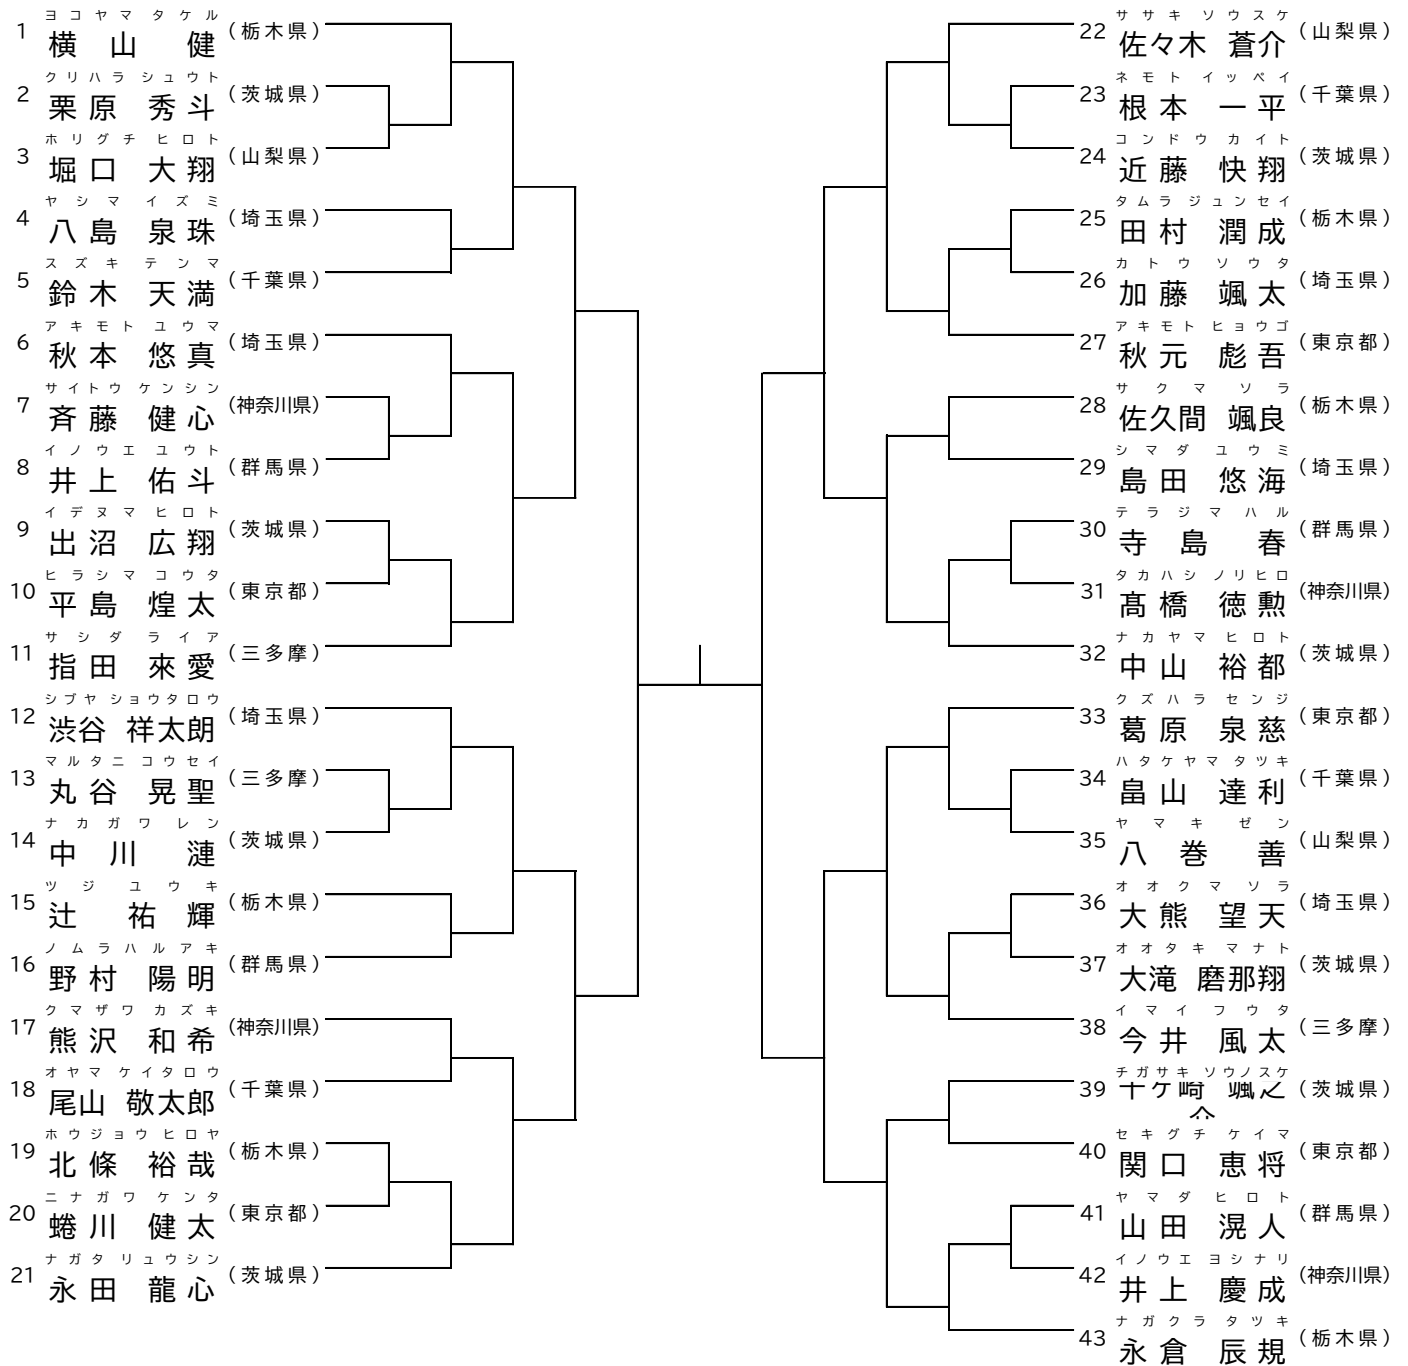 ヨコヤマ タケル
1 横山 健 (栃木県)
クリハラ シュウト
2 栗原 秀斗 (茨城県)
ホリグチ ヒロト
3 堀口 大翔 (山梨県)
ヤシマ イズミ
4 八島 泉珠 (埼玉県)
スズキ テンマ
5 鈴木 天満 (千葉県)
アキモト ユウマ
6 秋本 悠真 (埼玉県)
サイトウ ケンシン
7 斉藤 健心 (神奈川県)
イノウエ ユウト
8 井上 佑斗 (群馬県)
イデヌマ ヒロト
9 出沼 広翔 (茨城県)
ヒラシマ コウタ
10 平島 煌太 (東京都)
サシダ ライア
11 指田 來愛 (三多摩)
シブヤ ショウタロウ
12 渋谷 祥太朗 (埼玉県)
マルタニ コウセイ
13 丸谷 晃聖 (三多摩)
ナカガワ レン
14 中川 漣 (茨城県)
ツジ ユウキ
15 辻 祐輝 (栃木県)
ノムラハルアキ
16 野村 陽明 (群馬県)
クマザワ カズキ
17 熊沢 和希 (神奈川県)
オヤマ ケイタロウ
18 尾山 敬太郎 (千葉県)
ホウジョウ ヒロヤ
19 北條 裕哉 (栃木県)
ニナガワ ケンタ
20 蜷川 健太 (東京都)
ナガタ リュウシン
21 永田 龍心 (茨城県)
ササキ ソウスケ
22 佐々木 蒼介 (山梨県)
ネモト イッペイ
23 根本 一平 (千葉県)
コンドウ カイト
24 近藤 快翔 (茨城県)
タムラ ジュンセイ
25 田村 潤成 (栃木県)
カトウ ソウタ
26 加藤 颯太 (埼玉県)
アキモト ヒョウゴ
27 秋元 彪吾 (東京都)
サクマ ソラ
28 佐久間 颯良 (栃木県)
シマダ ユウミ
29 島田 悠海 (埼玉県)
テラジマ ハル
30 寺島 春 (群馬県)
タカハシ ノリヒロ
31 髙橋 徳勲 (神奈川県)
ナカヤマ ヒロト
32 中山 裕都 (茨城県)
クズハラ センジ
33 葛原 泉慈 (東京都)
ハタケヤマ タツキ
34 畠山 達利 (千葉県)
ヤマキ ゼン
35 八巻 善 (山梨県)
オオクマ ソラ
36 大熊 望天 (埼玉県)
オオタキ マナト
37 大滝 磨那翔 (茨城県)
イマイ フウタ
38 今井 風太 (三多摩)
チガサキ ソウノスケ
39 千ケ崎 颯之介 (茨城県)
セキグチ ケイマ
40 関口 恵将 (東京都)
ヤマダ ヒロト
41 山田 滉人 (群馬県)
イノウエ ヨシナリ
42 井上 慶成 (神奈川県)
ナガクラ タツキ
43 永倉 辰規 (栃木県)